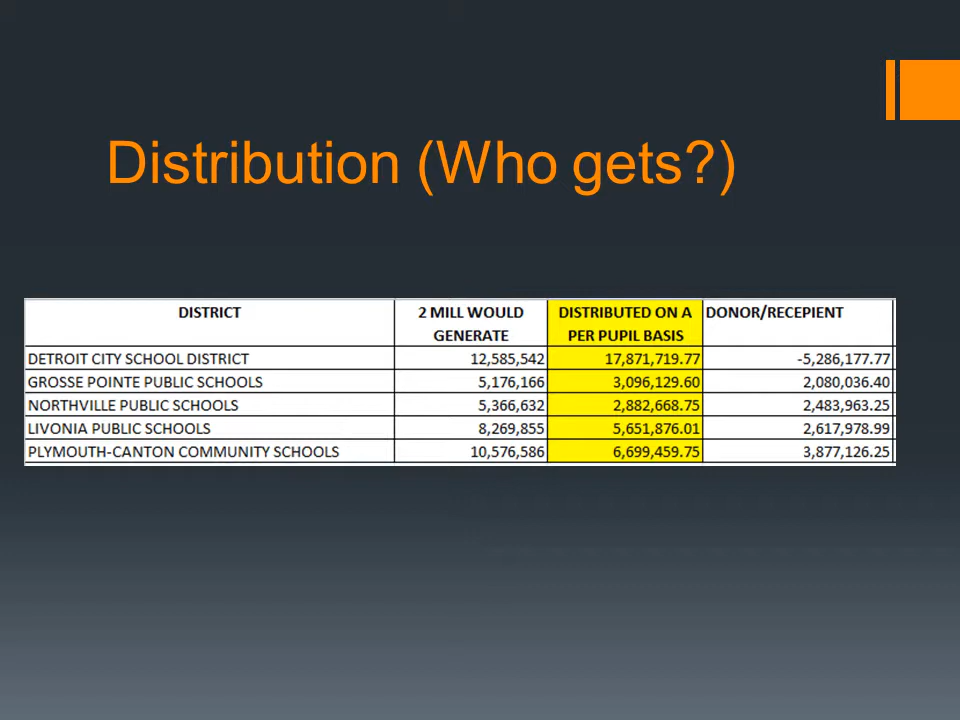 Distribution (Who gets?)
DISTRICT 2 MILL WOULD GENERATE DISTRIBUTED ON A PER PUPIL BASIS DONOR/RECEPIENT
DETROIT CITY SCHOOL DISTRICT 12,585,542 17,871,719.77 -5,286,177.77
GROSSE POINTE PUBLIC SCHOOLS 5,176,166 3,096,129.60 2,080,036.40
NORTHVILLE PUBLIC SCHOOLS 5,366,632 2,882,668.75 2,483,963.25
LIVONIA PUBLIC SCHOOLS 8,269,855 5,651,876.01 2,617,978.99
PLYMOUTH-CANTON COMMUNITY SCHOOLS 10,576,586 6,699,459.75 3,877,126.25